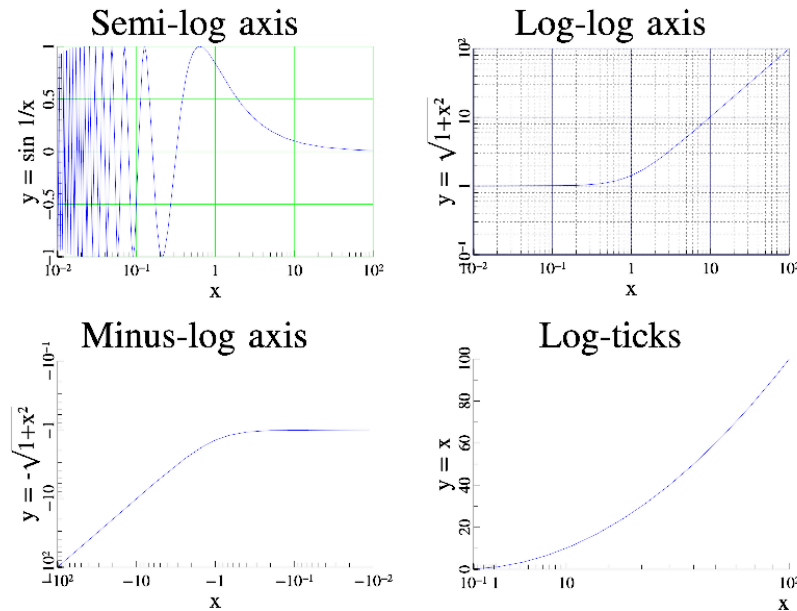 Semi-log axis
y = sin 1/x
1
0.5
0
-0.5
-1
10⁻² 10⁻¹ 1 10 10²
x
Log-log axis
y = √1+x²
10²
10
1
10⁻¹
10⁻² 10⁻¹ 1 10 10²
x
Minus-log axis
y = -√1+x²
-10⁻¹
-1
-10
-10²
-10² -10 -1 -10⁻¹ -10⁻²
x
Log-ticks
y = x
100
80
60
40
20
0
10⁻¹ 1 10 10²
x